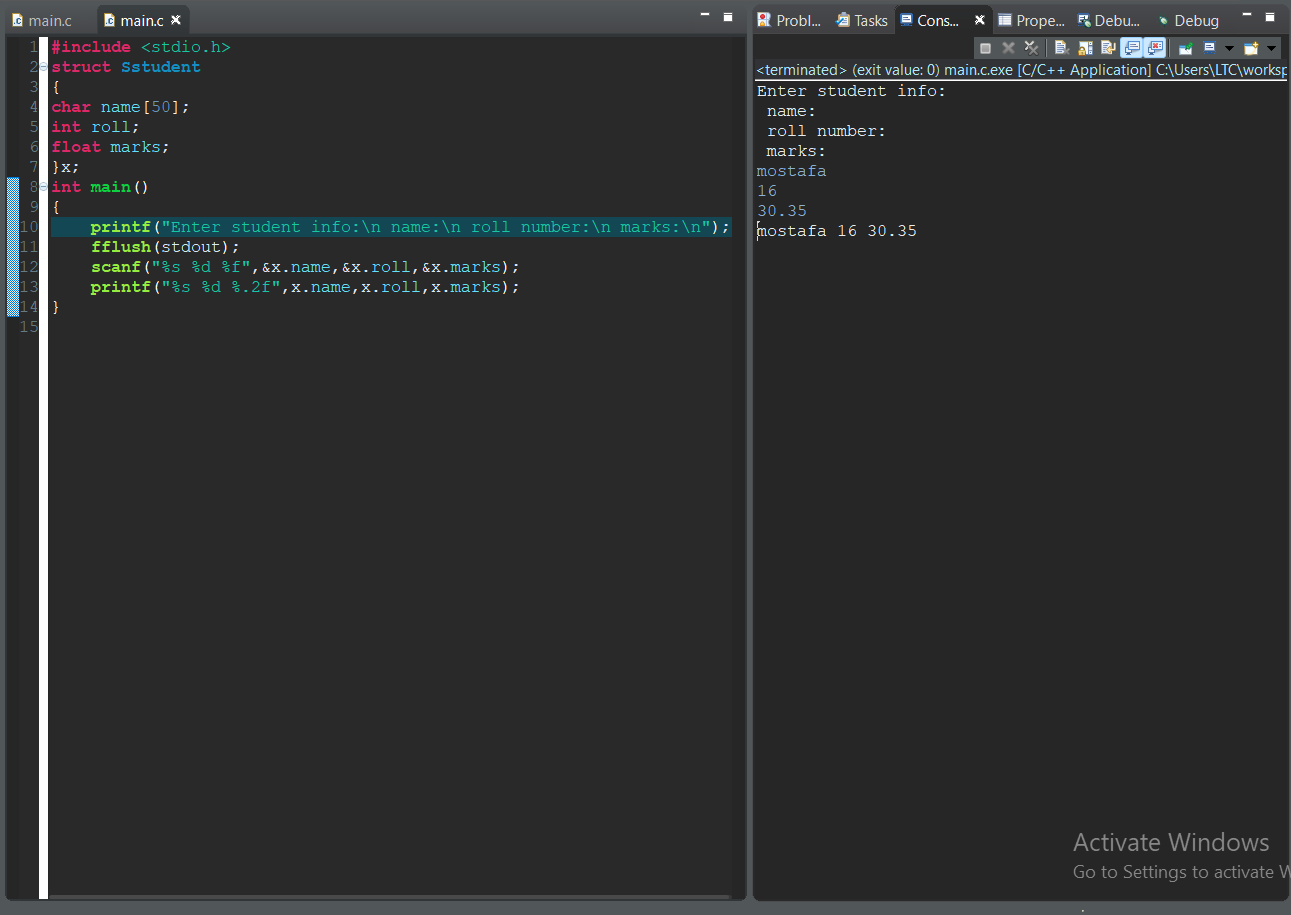 main.c main.c
1 #include <stdio.h>
2 struct Sstudent
3 {
4 char name[50];
5 int roll;
6 float marks;
7 }x;
8 int main()
9 {
10 printf("Enter student info:\n name:\n roll number:\n marks:\n");
11 fflush(stdout);
12 scanf("%s %d %f",&x.name,&x.roll,&x.marks);
13 printf("%s %d %.2f",x.name,x.roll,x.marks);
14 }
15
Probl... Tasks Cons... Prope... Debu... Debug
<terminated> (exit value: 0) main.c.exe [C/C++ Application] C:\Users\LTC\worksp
Enter student info:
name:
roll number:
marks:
mostafa
16
30.35
mostafa 16 30.35
Activate Windows
Go to Settings to activate W